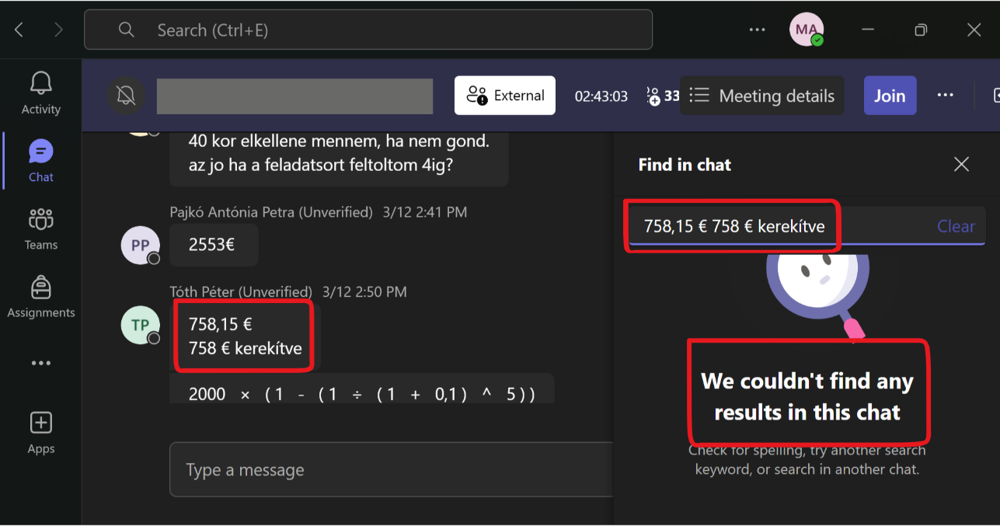 Search (Ctrl+E)
MA
Activity
External
02:43:03
33
Meeting details
Join
Chat
Teams
Assignments
Apps
40 kor elkellene mennem, ha nem gond.
az jo ha a feladatsort feltoltom 4ig?
Pajkó Antónia Petra (Unverified) 3/12 2:41 PM
PP
2553€
Tóth Péter (Unverified) 3/12 2:50 PM
TP
758,15 €
758 € kerekítve
2000 × (1 - (1 ÷ (1 + 0,1) ^ 5))
Type a message
Find in chat
758,15 € 758 € kerekítve
Clear
We couldn't find any
results in this chat
Check for spelling, try another search
keyword, or search in another chat.